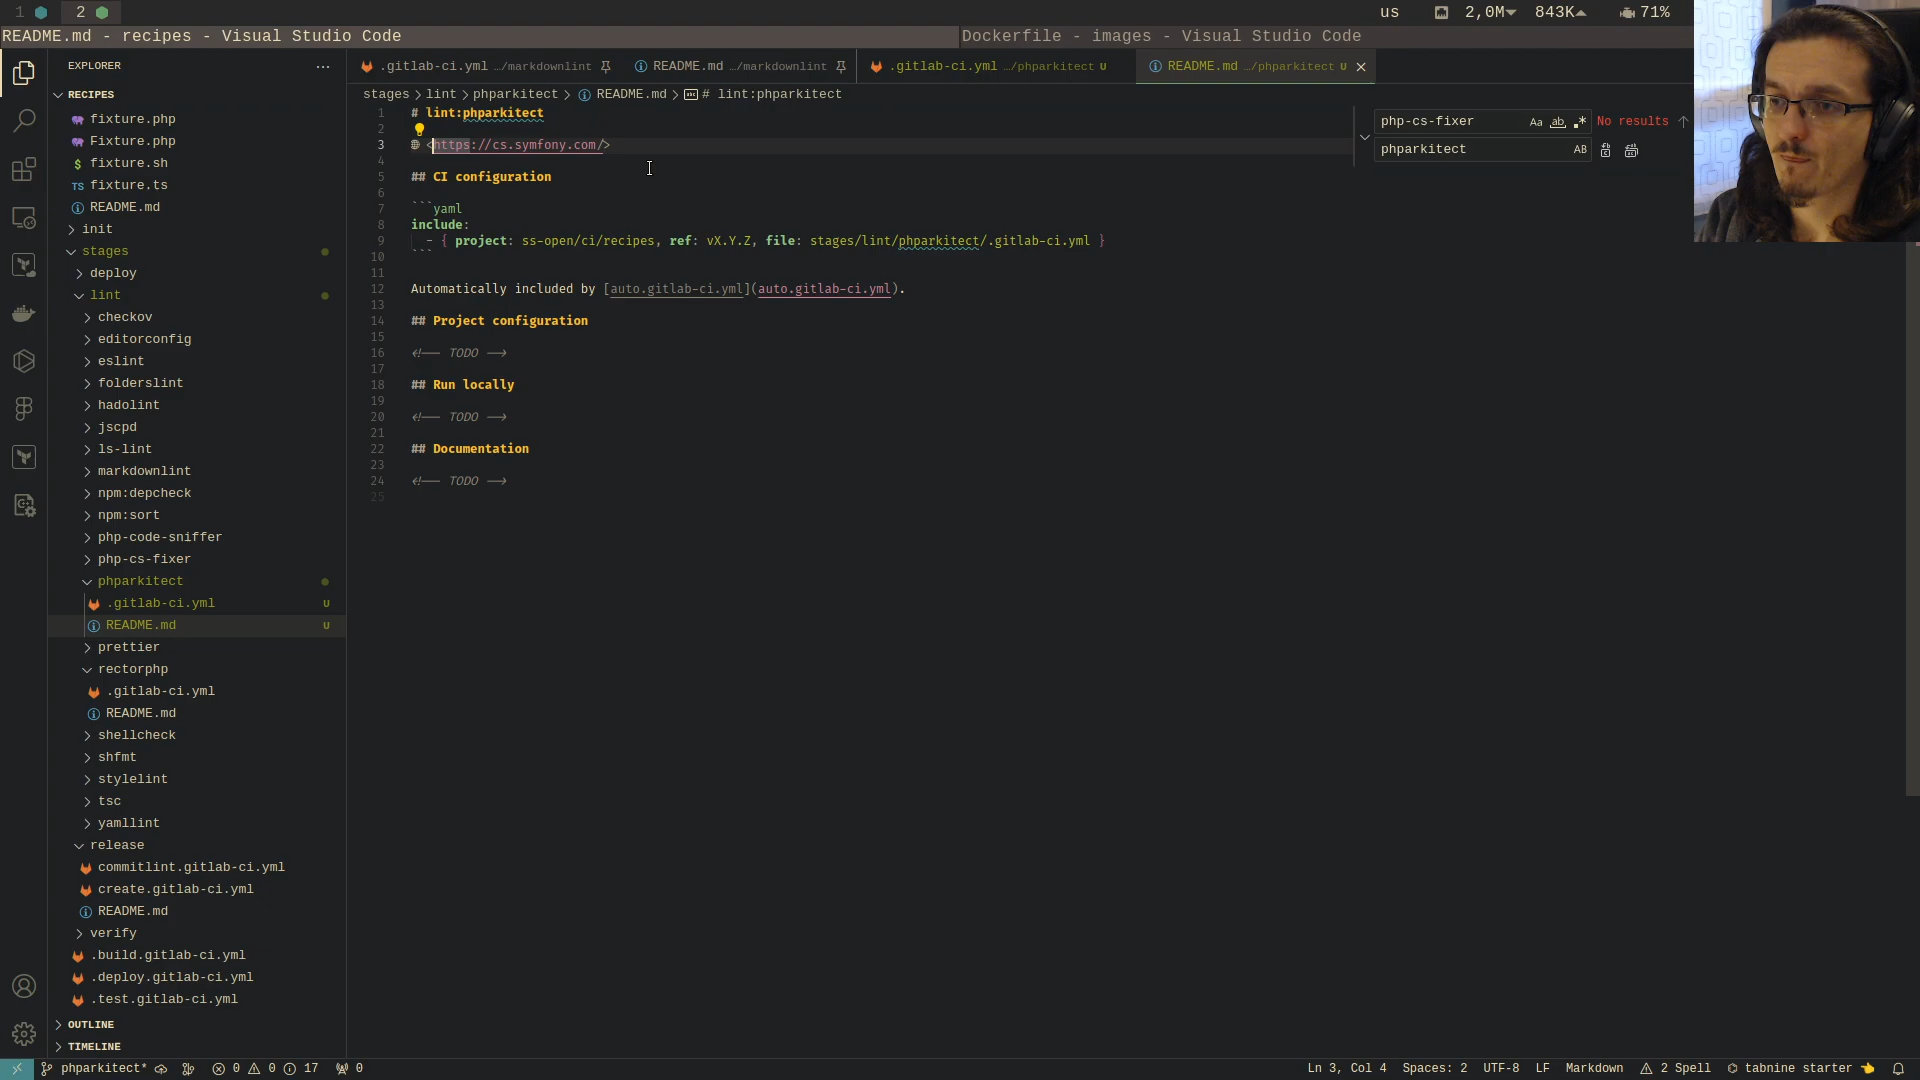 1
2
us
2,0M
843K
71%
README.md - recipes - Visual Studio Code
Dockerfile - images - Visual Studio Code
EXPLORER
RECIPES
fixture.php
Fixture.php
fixture.sh
TS fixture.ts
README.md
init
stages
deploy
lint
checkov
editorconfig
eslint
folderslint
hadolint
jscpd
ls-lint
markdownlint
npm:depcheck
npm:sort
php-code-sniffer
php-cs-fixer
phparkitect
.gitlab-ci.yml U
README.md U
prettier
rectorphp
.gitlab-ci.yml
README.md
shellcheck
shfmt
stylelint
tsc
yamllint
release
commitlint.gitlab-ci.yml
create.gitlab-ci.yml
README.md
verify
.build.gitlab-ci.yml
.deploy.gitlab-ci.yml
.test.gitlab-ci.yml
OUTLINE
TIMELINE
.gitlab-ci.yml …/markdownlint
README.md …/markdownlint
.gitlab-ci.yml …/phparkitect U
README.md …/phparkitect U
stages > lint > phparkitect > README.md > # lint:phparkitect
1 # lint:phparkitect
2
3 <https://cs.symfony.com/>
4
5 ## CI configuration
6
7 ```yaml
8 include:
9 - { project: ss-open/ci/recipes, ref: vX.Y.Z, file: stages/lint/phparkitect/.gitlab-ci.yml }
10 ```
11
12 Automatically included by [auto.gitlab-ci.yml](auto.gitlab-ci.yml).
13
14 ## Project configuration
15
16 <!-- TODO -->
17
18 ## Run locally
19
20 <!-- TODO -->
21
22 ## Documentation
23
24 <!-- TODO -->
25
php-cs-fixer Aa ab .* No results
phparkitect AB
phparkitect* 0 0 17 0
Ln 3, Col 4 Spaces: 2 UTF-8 LF Markdown 2 Spell tabnine starter